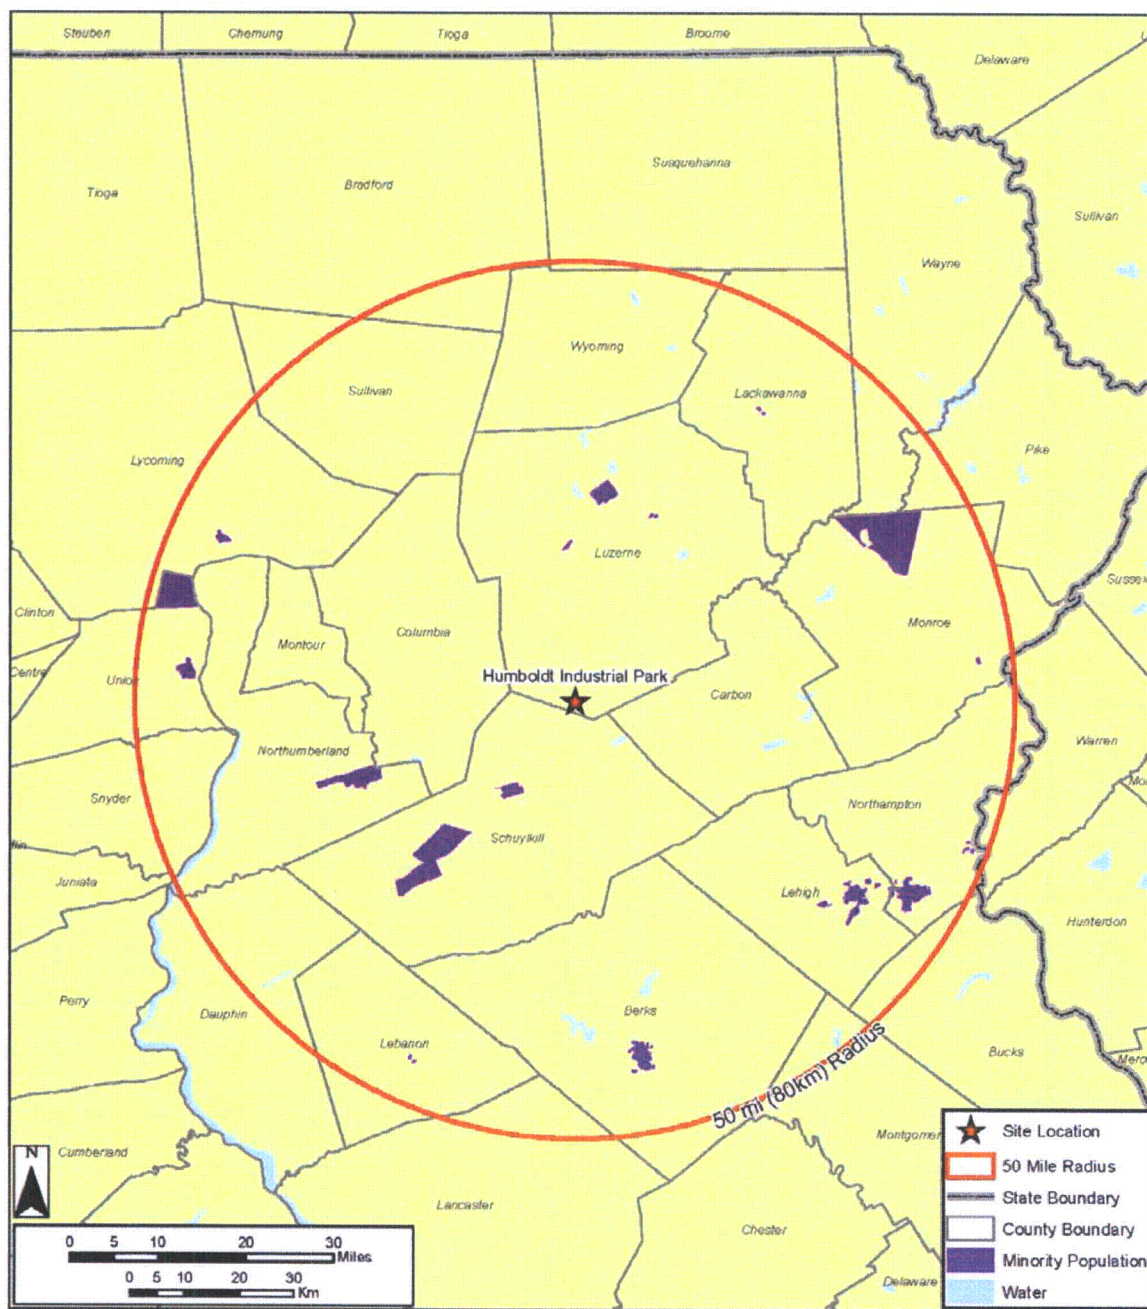 Steuben
Chemung
Tioga
Broome
Delaware
Tioga
Bradford
Susquehanna
Sullivan
Wayne
Wyoming
Sullivan
Lackawanna
Lycoming
Pike
Luzerne
Sussex
Clinton
Columbia
Montour
Monroe
Centre
Union
Humboldt Industrial Park
Carbon
Warren
Northumberland
Snyder
Northampton
Schuylkill
Juniata
Lehigh
Hunterdon
Perry
Dauphin
Berks
Lebanon
Bucks
50 mi (80km) Radius
Merc
Montgomer
Cumberland
Lancaster
Chester
Delaware
N
0 5 10 20 30
Miles
0 5 10 20 30
Km
Site Location
50 Mile Radius
State Boundary
County Boundary
Minority Population
Water